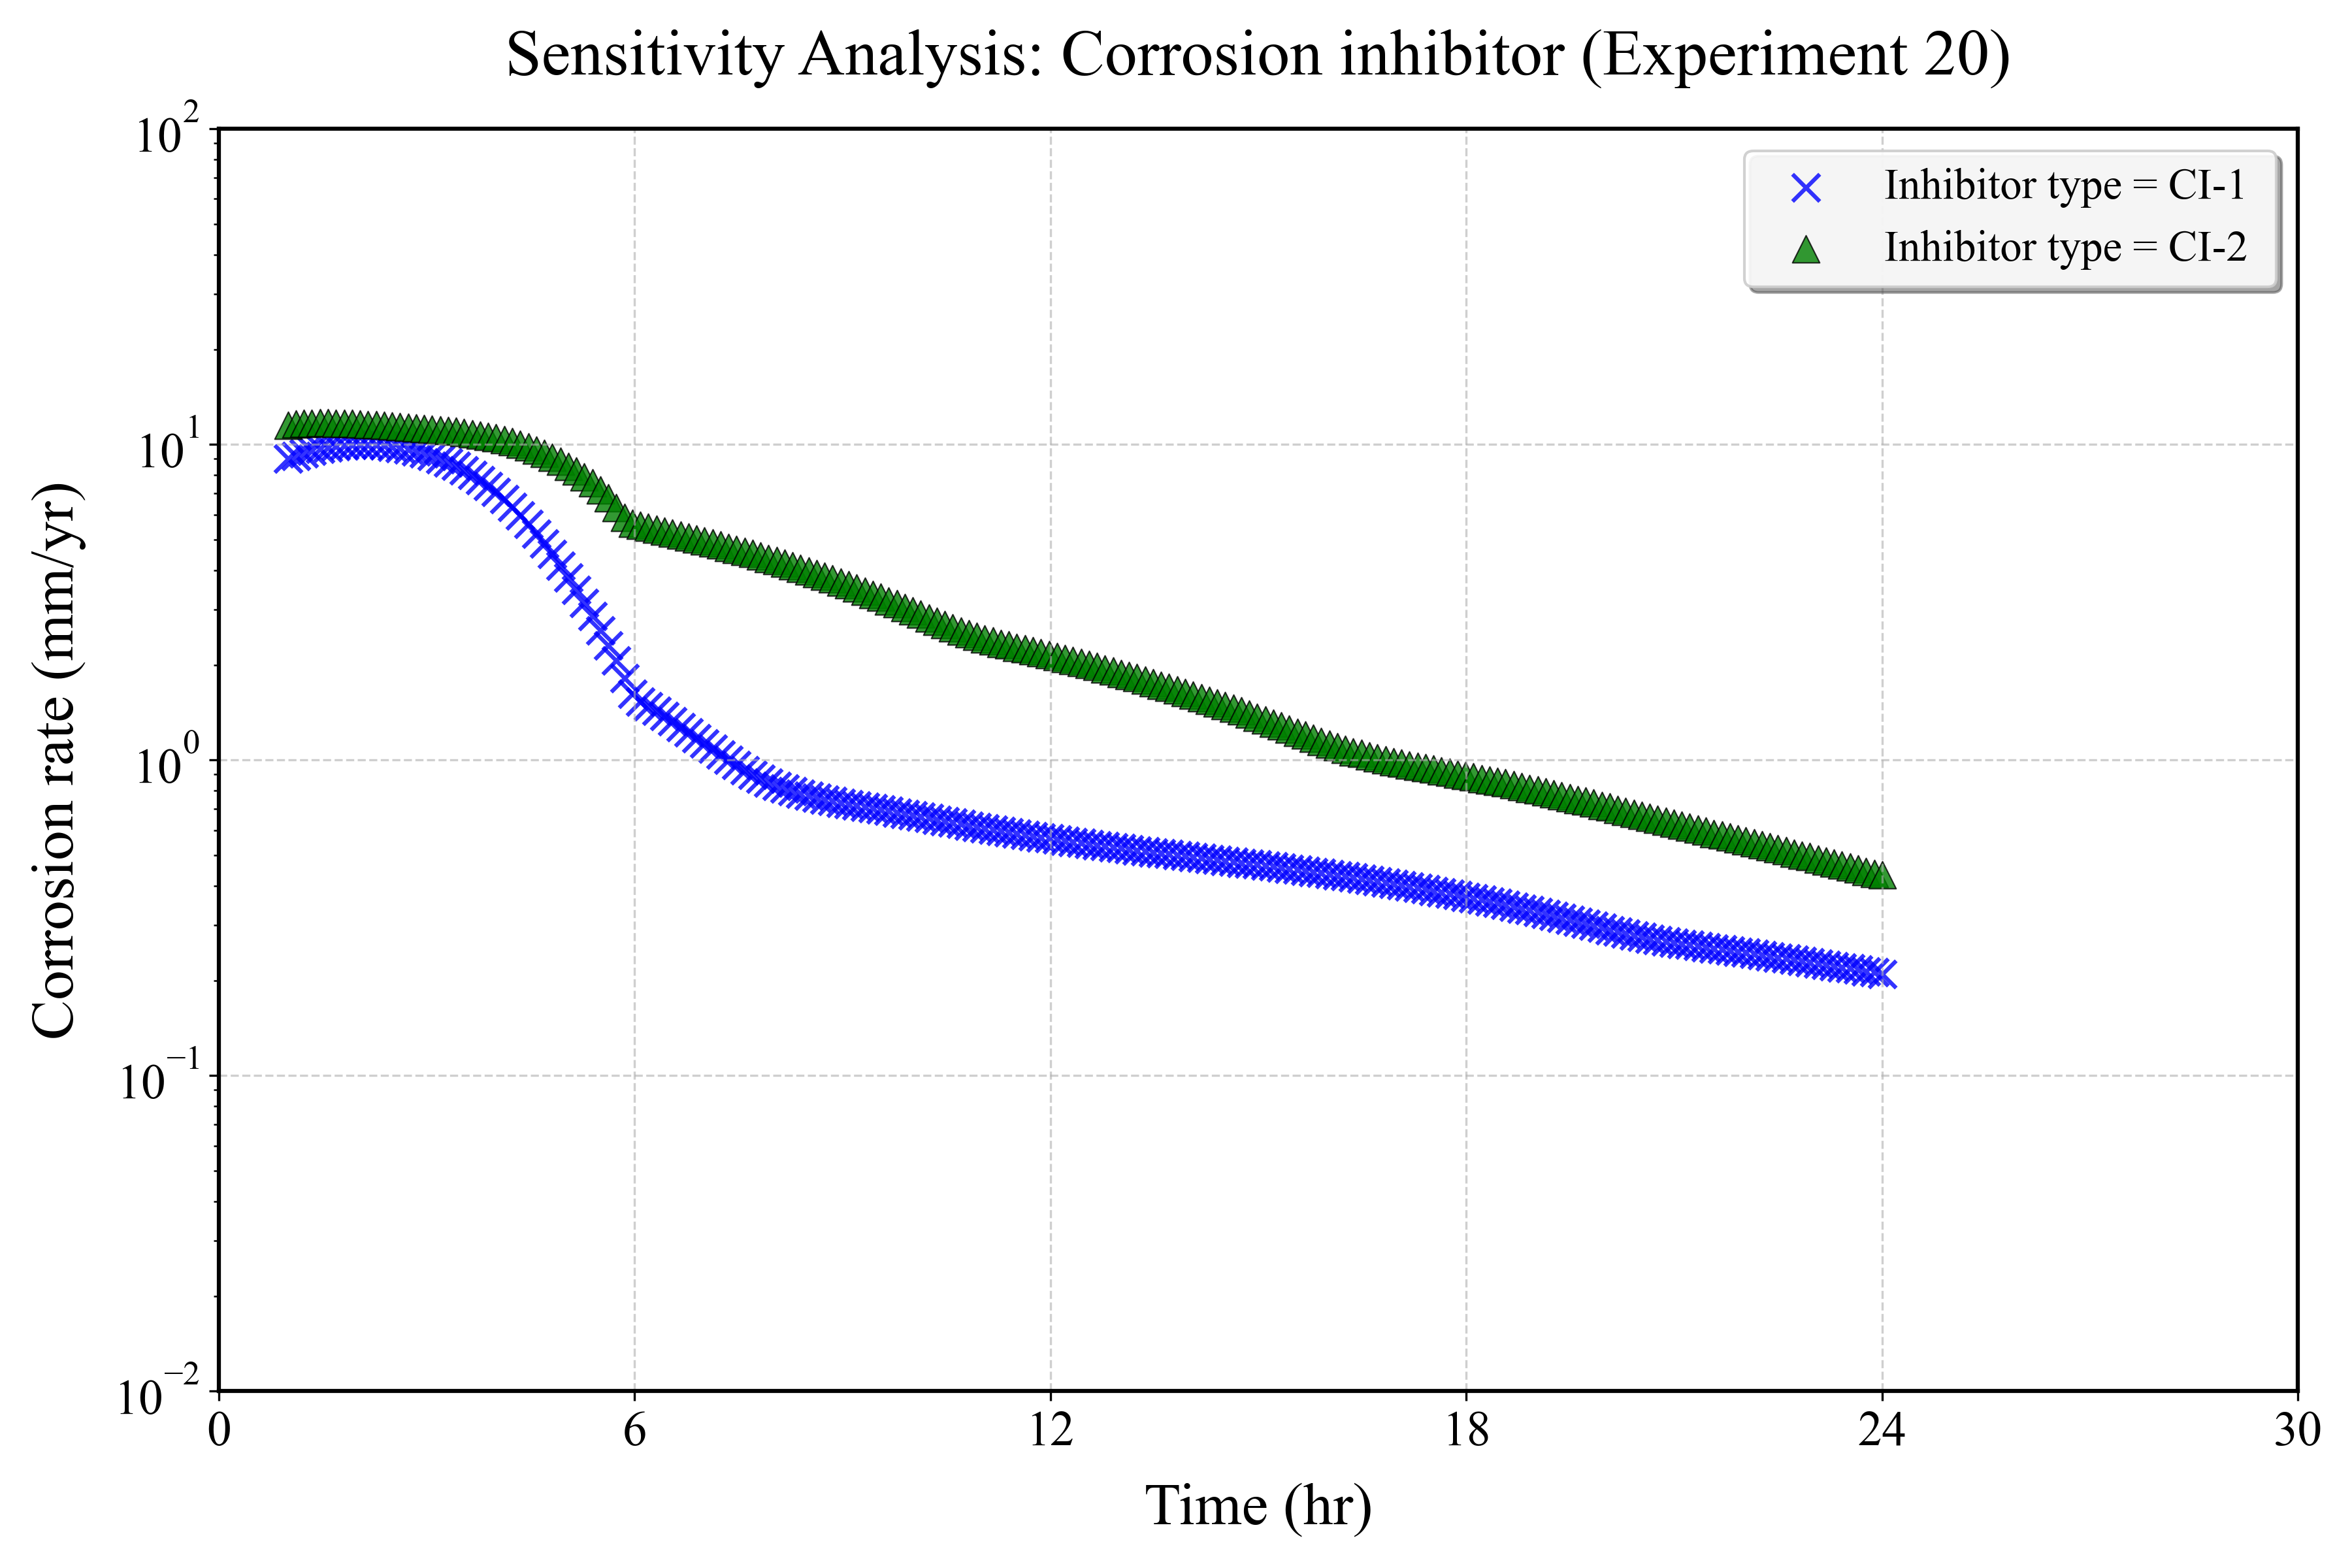 Sensitivity Analysis: Corrosion inhibitor (Experiment 20)
Inhibitor type = CI-1
Inhibitor type = CI-2
Corrosion rate (mm/yr)
10²
10¹
10⁰
10⁻¹
10⁻²
0 6 12 18 24 30
Time (hr)